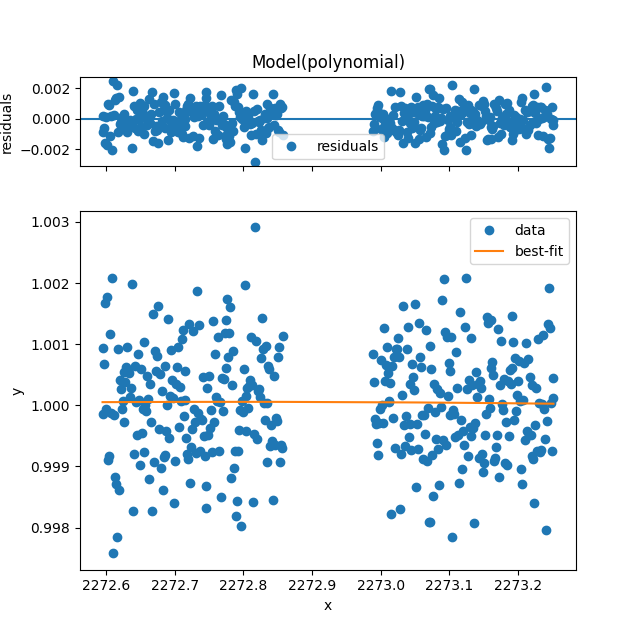 Model(polynomial)
residuals
0.002
0.000
−0.002
residuals
1.003
1.002
1.001
1.000
0.999
0.998
y
data
best-fit
2272.6 2272.7 2272.8 2272.9 2273.0 2273.1 2273.2
x